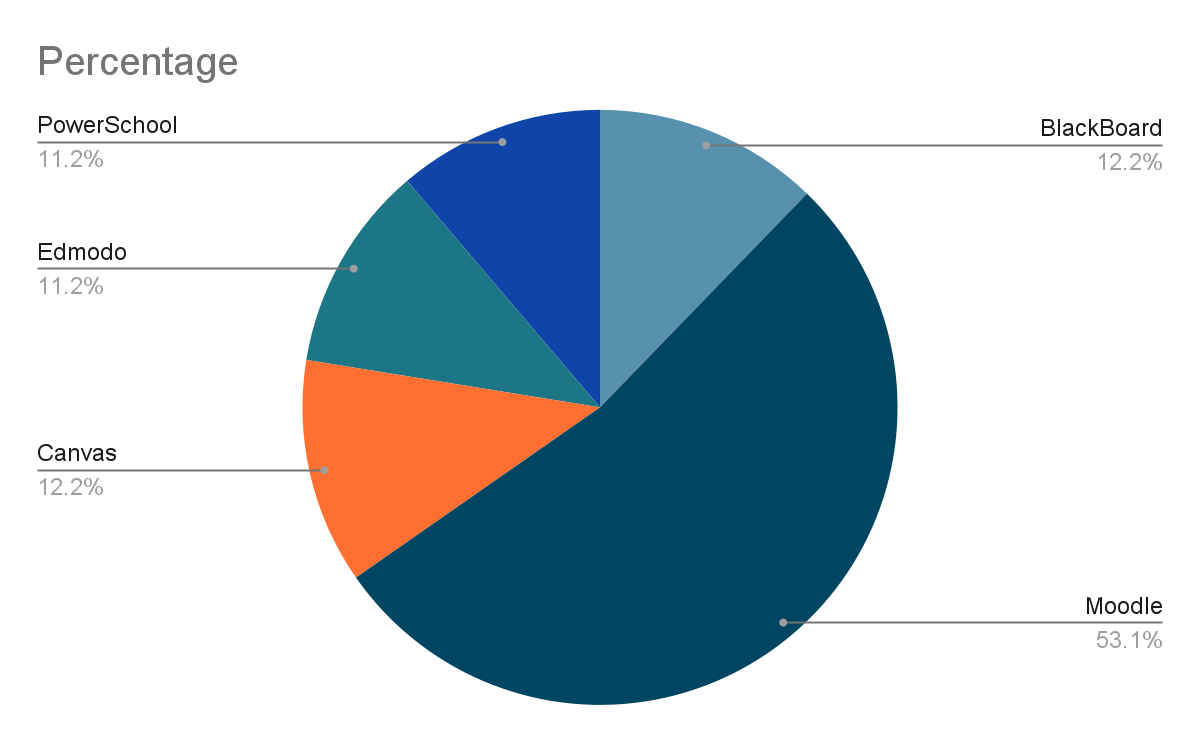 Percentage
PowerSchool
11.2%
Edmodo
11.2%
Canvas
12.2%
BlackBoard
12.2%
Moodle
53.1%